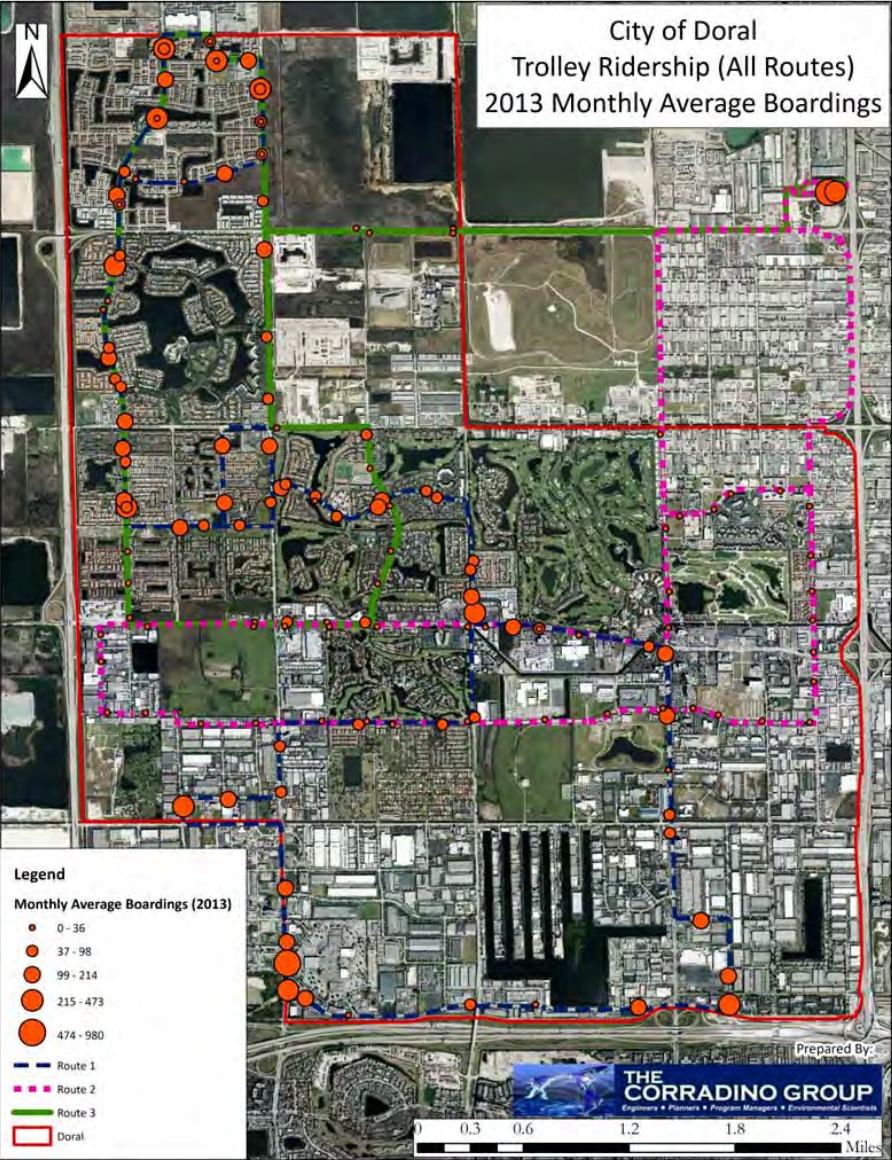 City of Doral
Trolley Ridership (All Routes)
2013 Monthly Average Boardings
N
Legend
Monthly Average Boardings (2013)
0 - 36
37 - 98
99 - 214
215 - 473
474 - 980
Route 1
Route 2
Route 3
Doral
Prepared By:
THE
CORRADINO GROUP
Engineers • Planners • Program Managers • Environmental Scientists
0 0.3 0.6 1.2 1.8 2.4
Miles